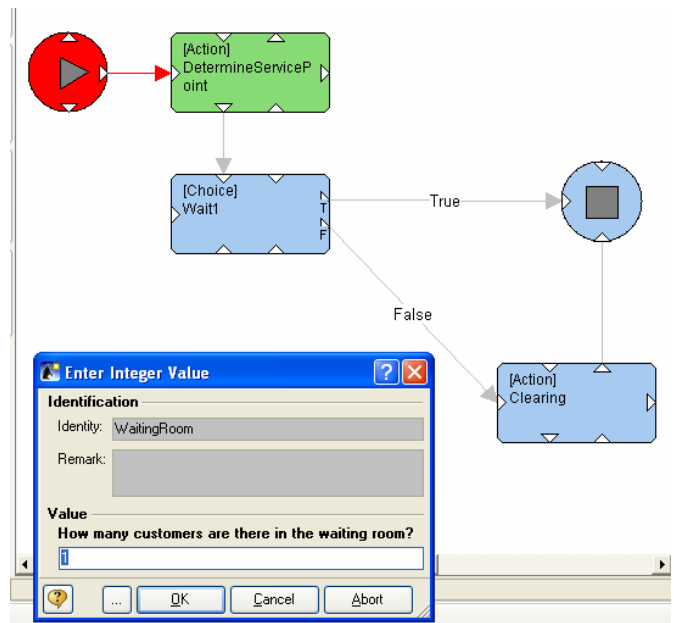 [Action]
DetermineServiceP
oint
[Choice]
Wait1
T
F
True
False
[Action]
Clearing
Enter Integer Value
Identification
Identity: WaitingRoom
Remark:
Value
How many customers are there in the waiting room?
1
... OK Cancel Abort